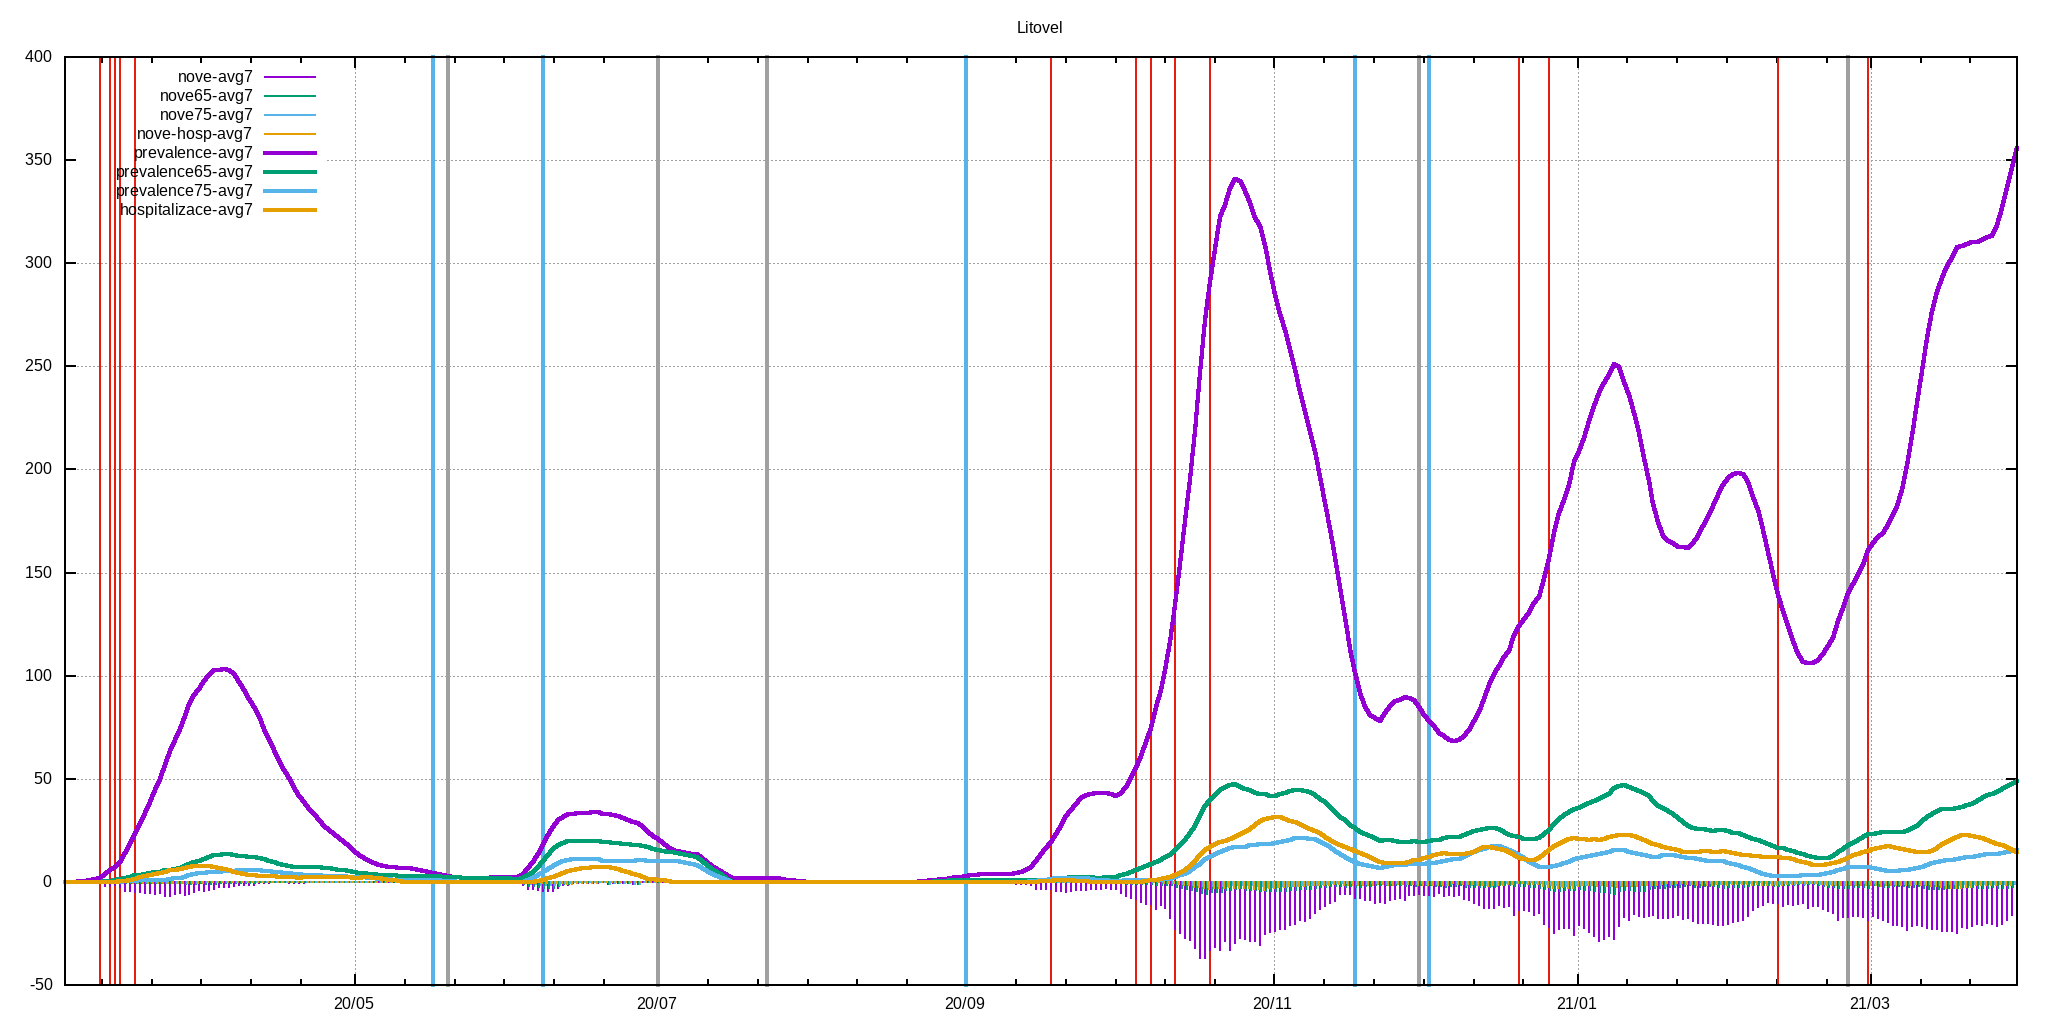 Litovel
400
350
300
250
200
150
100
50
0
-50
nove-avg7
nove65-avg7
nove75-avg7
nove-hosp-avg7
prevalence-avg7
prevalence65-avg7
prevalence75-avg7
hospitalizace-avg7
20/05 20/07 20/09 20/11 21/01 21/03